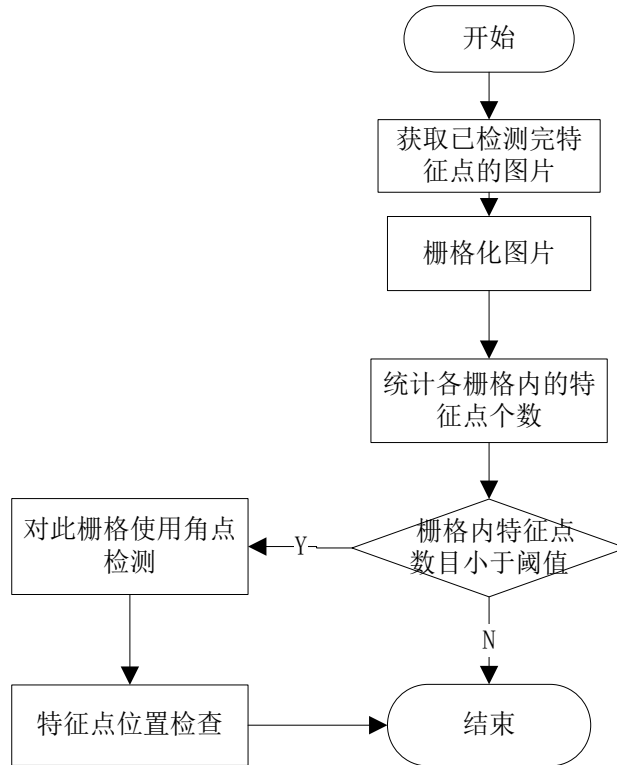 开始
获取已检测完特
征点的图片
栅格化图片
统计各栅格内的特
征点个数
栅格内特征点
数目小于阈值
Y
对此栅格使用角点
检测
N
特征点位置检查
结束